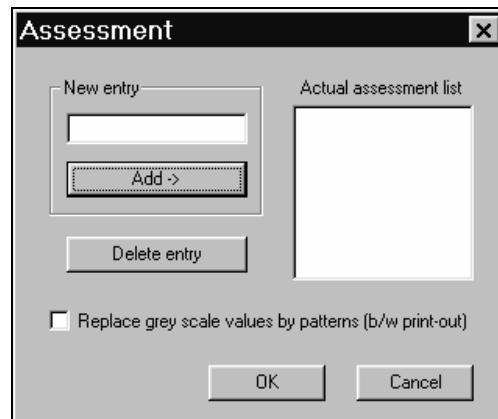 Assessment
New entry
Actual assessment list
Add ->
Delete entry
Replace grey scale values by patterns (b/w print-out)
OK
Cancel